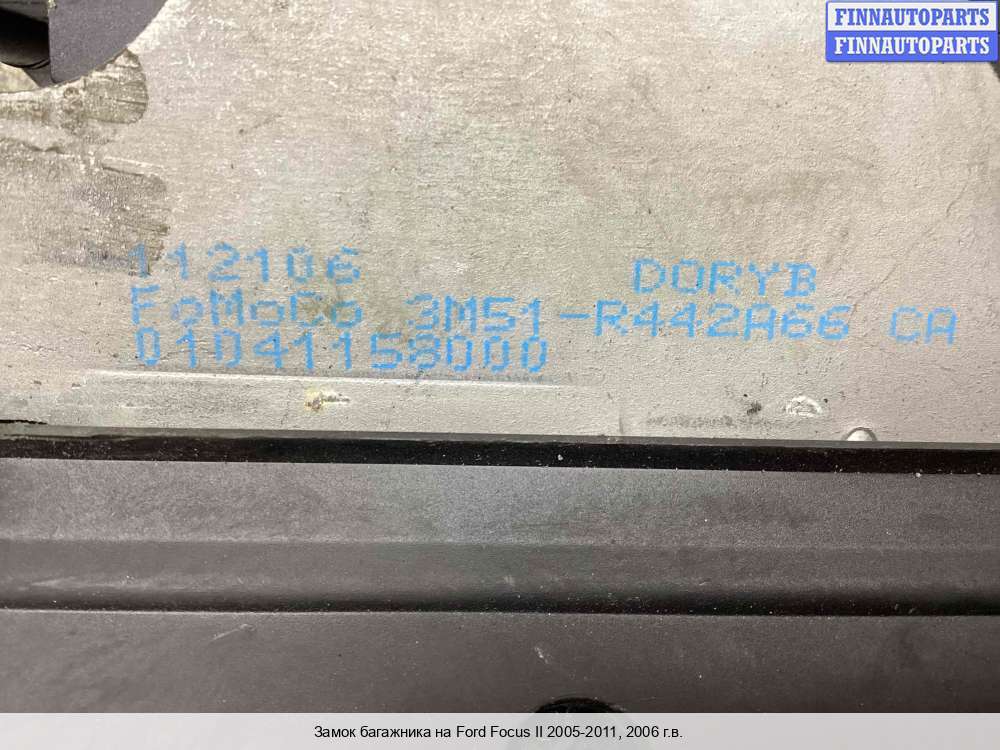 FINNAUTOPARTS
FINNAUTOPARTS
112106 DORYB
FoMoCo 3M51-R442A66 CA
01D41158000
Замок багажника на Ford Focus II 2005-2011, 2006 г.в.